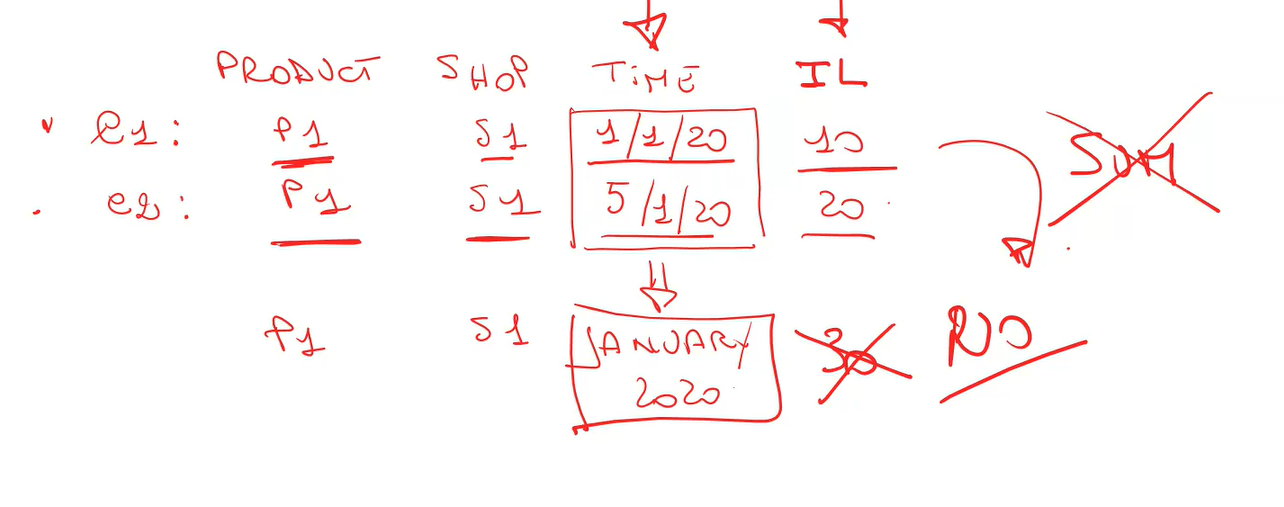 PRODUCT SHOP TIME IL
e1: P1 S1 1/1/20 10 SUM
e2: P1 S1 5/1/20 20
P1 S1 JANUARY 30 NO
2020